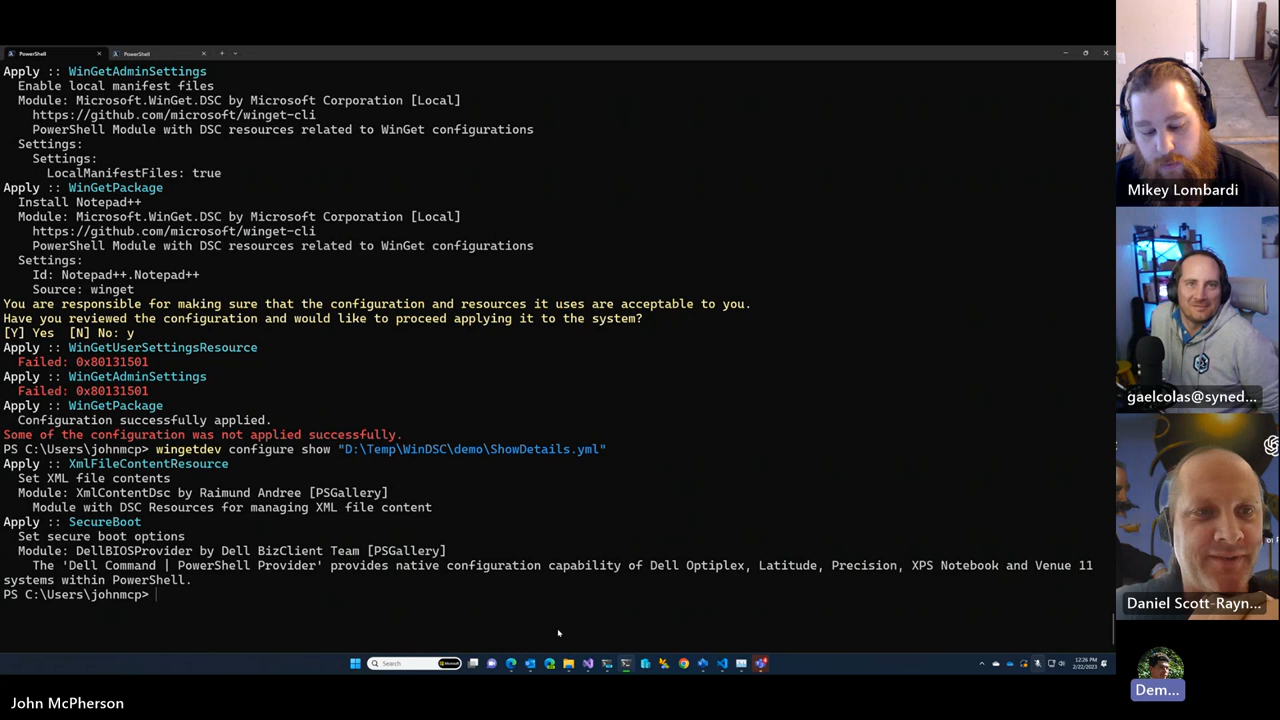 PowerShell
PowerShell
Apply :: WinGetAdminSettings
Enable local manifest files
Module: Microsoft.WinGet.DSC by Microsoft Corporation [Local]
https://github.com/microsoft/winget-cli
PowerShell Module with DSC resources related to WinGet configurations
Settings:
Settings:
LocalManifestFiles: true
Apply :: WinGetPackage
Install Notepad++
Module: Microsoft.WinGet.DSC by Microsoft Corporation [Local]
https://github.com/microsoft/winget-cli
PowerShell Module with DSC resources related to WinGet configurations
Settings:
Id: Notepad++.Notepad++
Source: winget
You are responsible for making sure that the configuration and resources it uses are acceptable to you.
Have you reviewed the configuration and would like to proceed applying it to the system?
[Y] Yes  [N] No: y
Apply :: WinGetUserSettingsResource
Failed: 0x80131501
Apply :: WinGetAdminSettings
Failed: 0x80131501
Apply :: WinGetPackage
Configuration successfully applied.
Some of the configuration was not applied successfully.
PS C:\Users\johnmcp> wingetdev configure show "D:\Temp\WinDSC\demo\ShowDetails.yml"
Apply :: XmlFileContentResource
Set XML file contents
Module: XmlContentDsc by Raimund Andree [PSGallery]
Module with DSC Resources for managing XML file content
Apply :: SecureBoot
Set secure boot options
Module: DellBIOSProvider by Dell BizClient Team [PSGallery]
The 'Dell Command | PowerShell Provider' provides native configuration capability of Dell Optiplex, Latitude, Precision, XPS Notebook and Venue 11
systems within PowerShell.
PS C:\Users\johnmcp>
Search
12:26 PM
2/22/2023
Mikey Lombardi
gaelcolas@syned...
Daniel Scott-Rayn...
Dem...
John McPherson